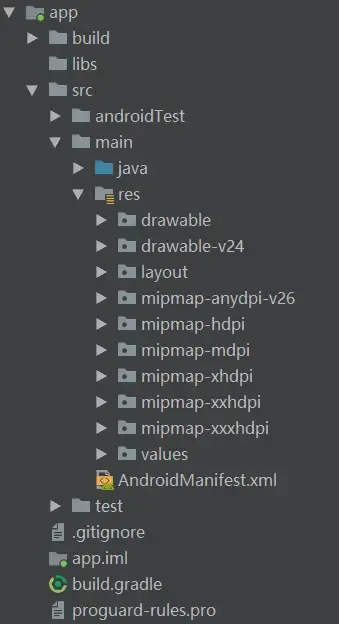 app
build
libs
src
androidTest
main
java
res
drawable
drawable-v24
layout
mipmap-anydpi-v26
mipmap-hdpi
mipmap-mdpi
mipmap-xhdpi
mipmap-xxhdpi
mipmap-xxxhdpi
values
AndroidManifest.xml
test
.gitignore
app.iml
build.gradle
proguard-rules.pro